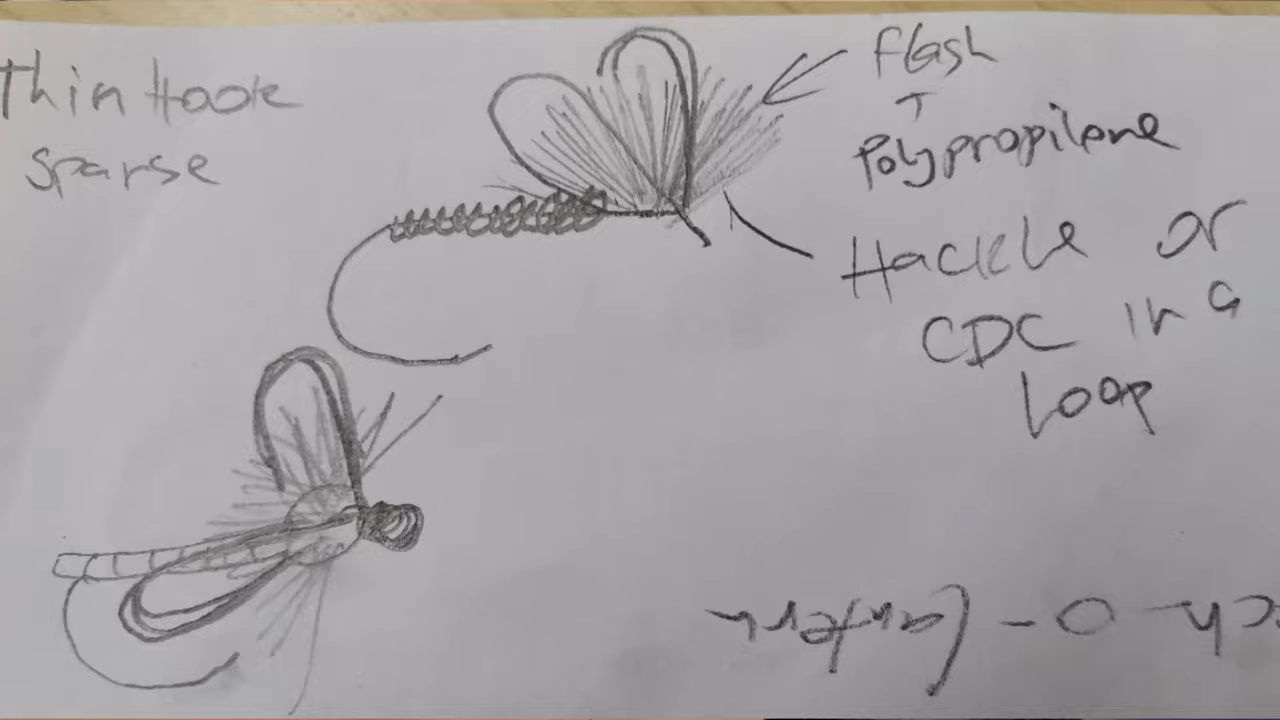 Thin Hook
sparse
Flash
T
Polypropilene
Hackle or
CDC in a
Loop